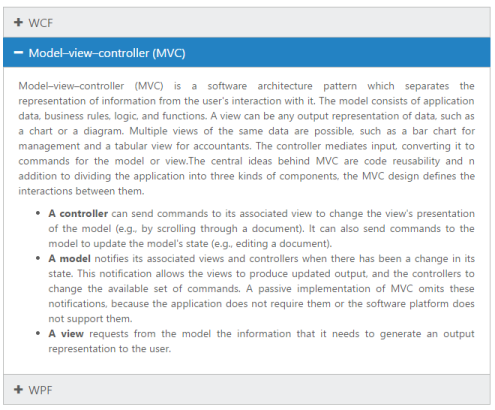 WCF
Model–view–controller (MVC)
Model–view–controller (MVC) is a software architecture pattern which separates the
representation of information from the user's interaction with it. The model consists of application
data, business rules, logic, and functions. A view can be any output representation of data, such as
a chart or a diagram. Multiple views of the same data are possible, such as a bar chart for
management and a tabular view for accountants. The controller mediates input, converting it to
commands for the model or view.The central ideas behind MVC are code reusability and n
addition to dividing the application into three kinds of components, the MVC design defines the
interactions between them.
• A controller can send commands to its associated view to change the view's presentation
of the model (e.g., by scrolling through a document). It can also send commands to the
model to update the model's state (e.g., editing a document).
• A model notifies its associated views and controllers when there has been a change in its
state. This notification allows the views to produce updated output, and the controllers to
change the available set of commands. A passive implementation of MVC omits these
notifications, because the application does not require them or the software platform does
not support them.
• A view requests from the model the information that it needs to generate an output
representation to the user.
WPF